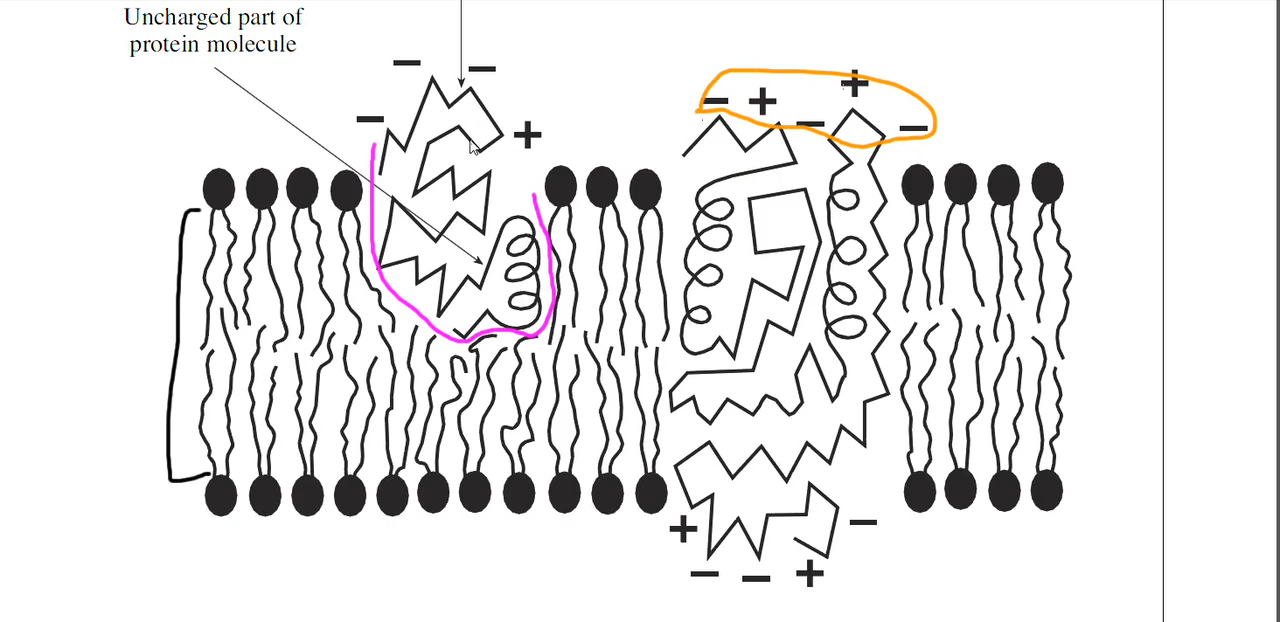 Uncharged part of
protein molecule
− −
− +
− + − + −
+ −
− − +